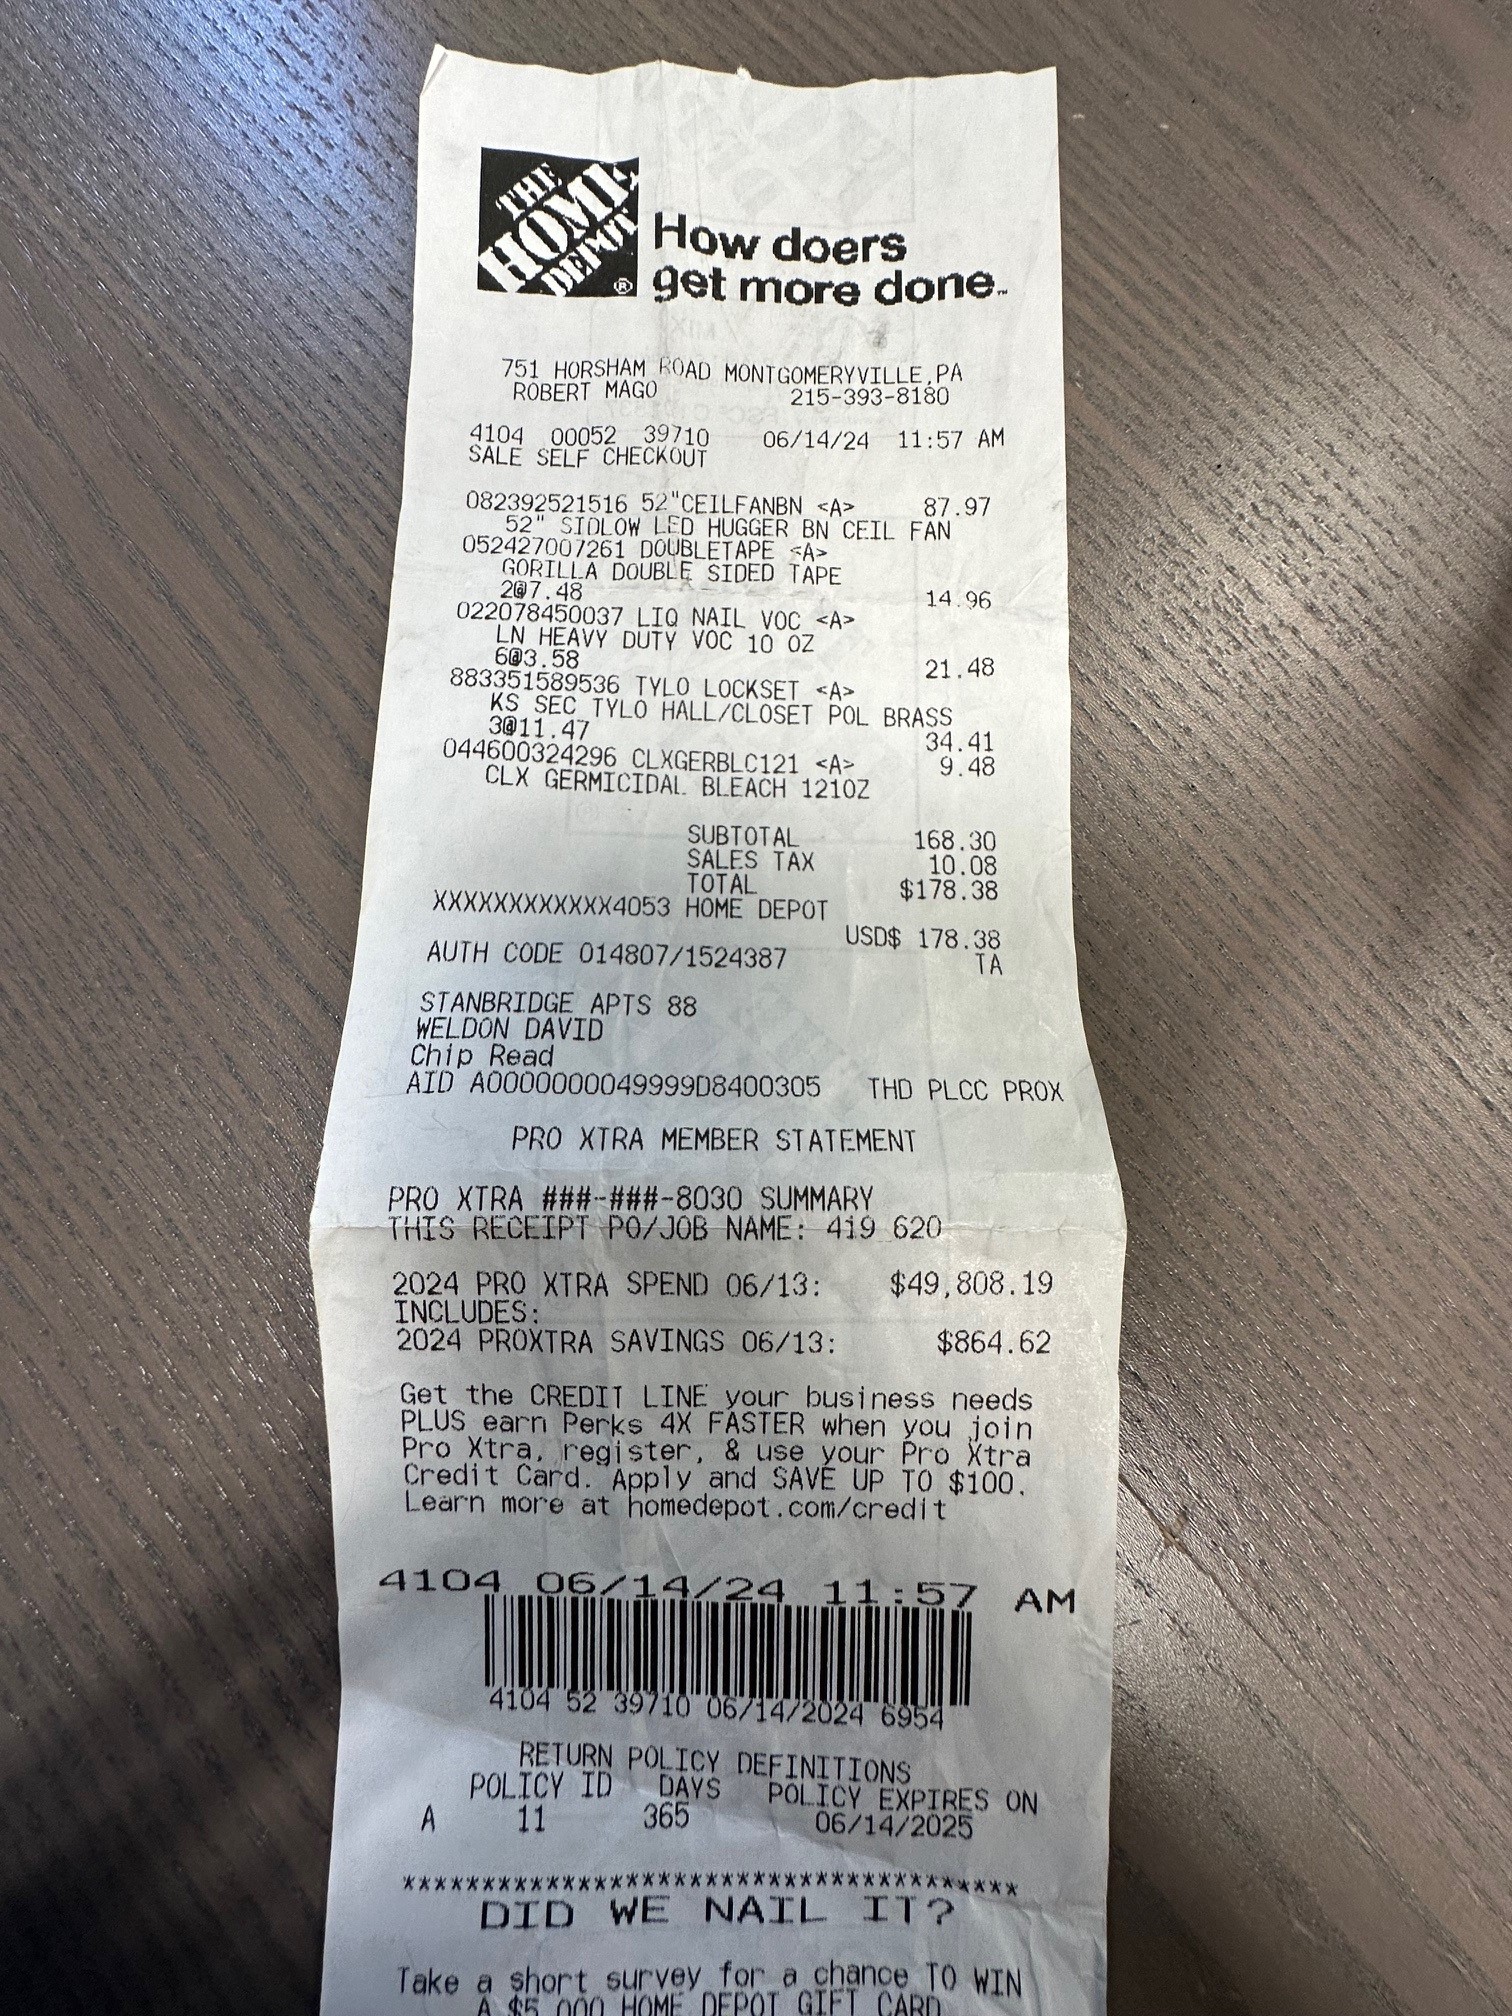 THE
HOME
DEPOT
®
How doers
get more done™
751 HORSHAM ROAD MONTGOMERYVILLE,PA
ROBERT MAGO 215-393-8180
4104 00052 39710 06/14/24 11:57 AM
SALE SELF CHECKOUT
082392521516 52"CEILFANBN <A> 87.97
52" SIDLOW LED HUGGER BN CEIL FAN
052427007261 DOUBLETAPE <A>
GORILLA DOUBLE SIDED TAPE
2@7.48 14.96
022078450037 LIQ NAIL VOC <A>
LN HEAVY DUTY VOC 10 OZ
6@3.58 21.48
883351589536 TYLO LOCKSET <A>
KS SEC TYLO HALL/CLOSET POL BRASS
3@11.47 34.41
044600324296 CLXGERBLC121 <A> 9.48
CLX GERMICIDAL BLEACH 121OZ
SUBTOTAL 168.30
SALES TAX 10.08
TOTAL $178.38
XXXXXXXXXXXX4053 HOME DEPOT
USD$ 178.38
AUTH CODE 014807/1524387 TA
STANBRIDGE APTS 88
WELDON DAVID
Chip Read
AID A0000000049999D8400305 THD PLCC PROX
PRO XTRA MEMBER STATEMENT
PRO XTRA ###-###-8030 SUMMARY
THIS RECEIPT PO/JOB NAME: 419 620
2024 PRO XTRA SPEND 06/13: $49,808.19
INCLUDES:
2024 PROXTRA SAVINGS 06/13: $864.62
Get the CREDIT LINE your business needs
PLUS earn Perks 4X FASTER when you join
Pro Xtra, register, & use your Pro Xtra
Credit Card. Apply and SAVE UP TO $100.
Learn more at homedepot.com/credit
4104 06/14/24 11:57 AM
4104 52 39710 06/14/2024 6954
RETURN POLICY DEFINITIONS
POLICY ID DAYS POLICY EXPIRES ON
A 11 365 06/14/2025
***************************************
DID WE NAIL IT?
Take a short survey for a chance TO WIN
A $5,000 HOME DEPOT GIFT CARD